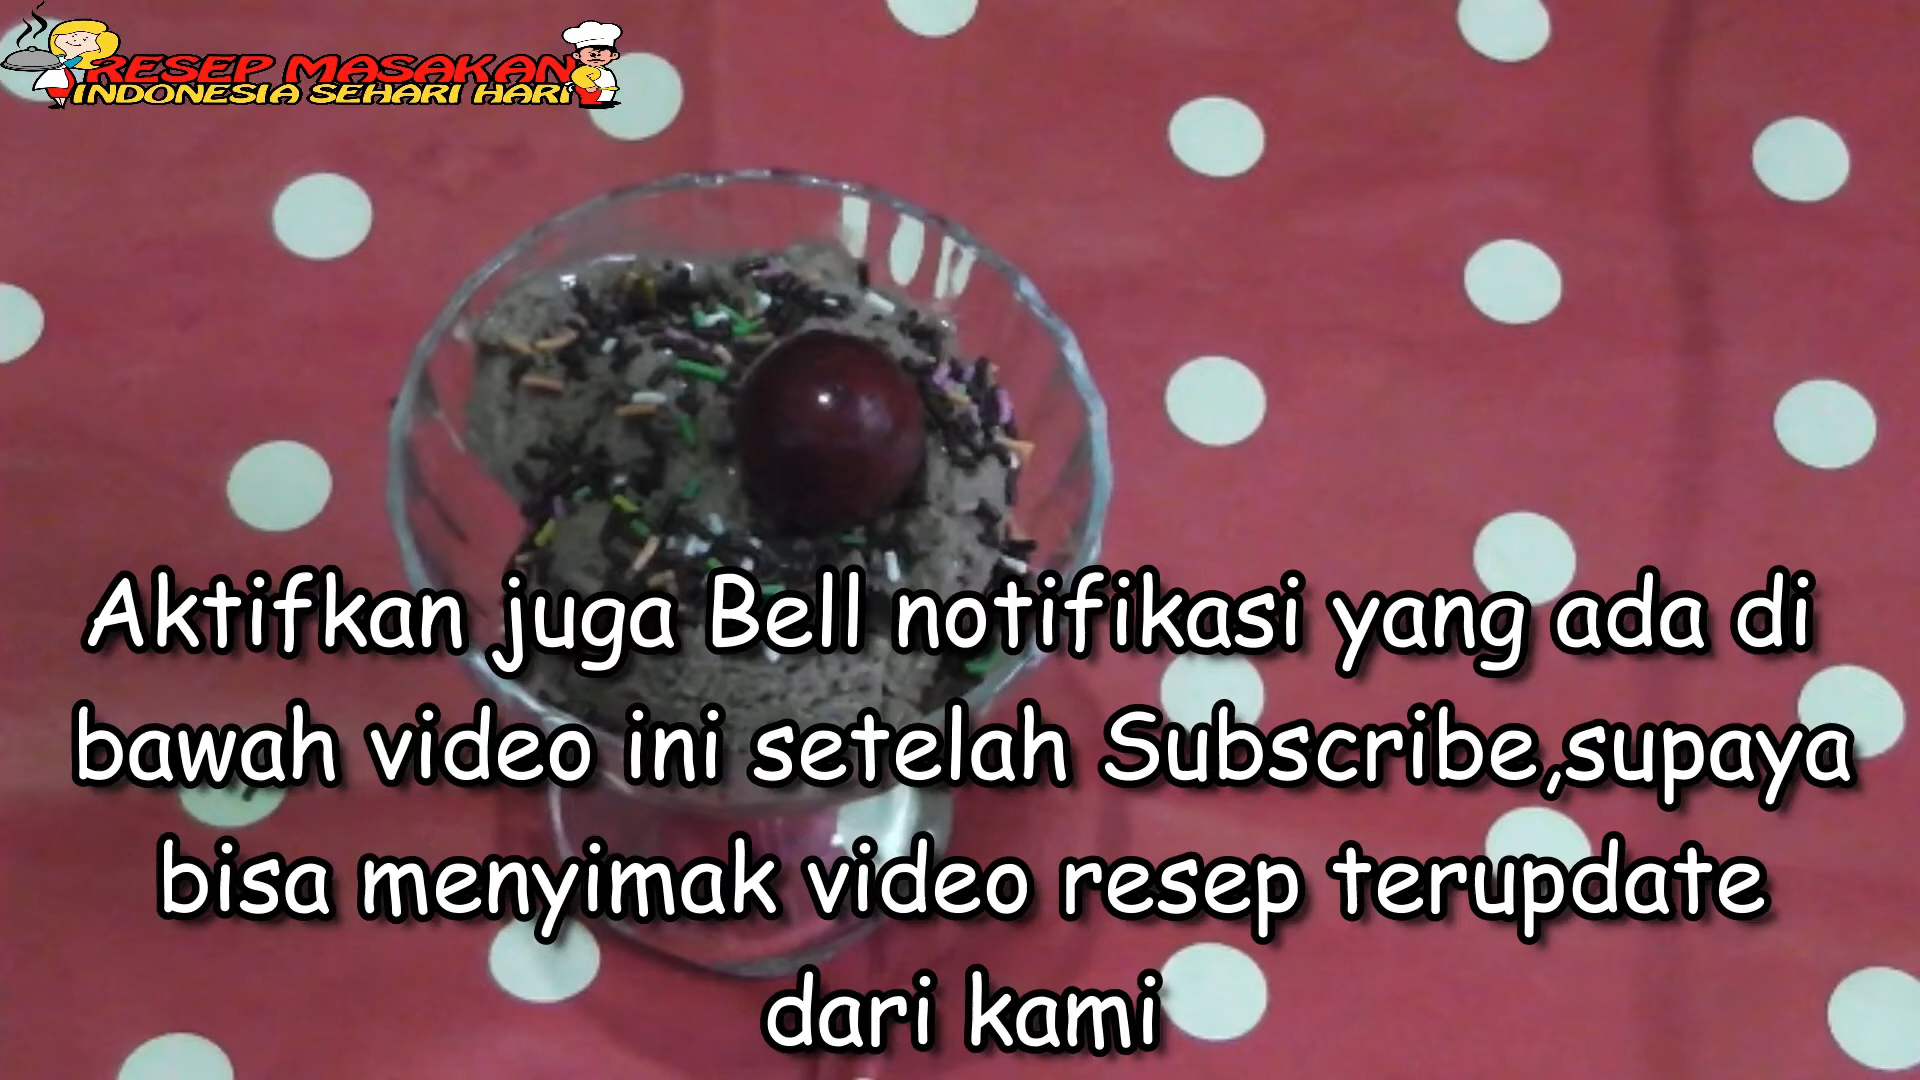 RESEP MASAKAN
INDONESIA SEHARI HARI
Aktifkan juga Bell notifikasi yang ada di
bawah video ini setelah Subscribe,supaya
bisa menyimak video resep terupdate
dari kami